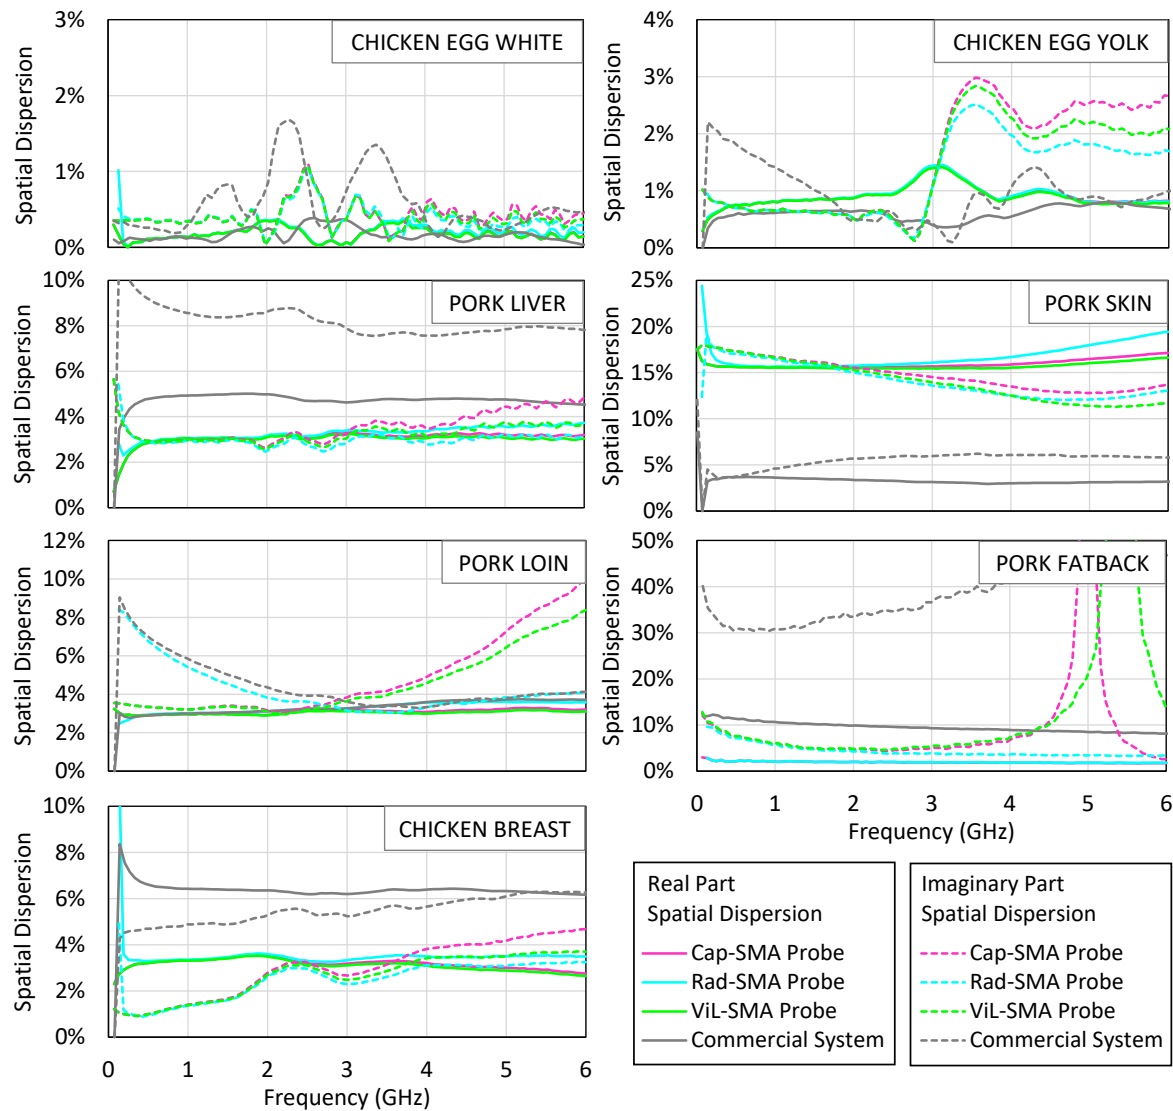 CHICKEN EGG WHITE
Spatial Dispersion
3%
2%
1%
0%
CHICKEN EGG YOLK
Spatial Dispersion
4%
3%
2%
1%
0%
PORK LIVER
Spatial Dispersion
10%
8%
6%
4%
2%
0%
PORK SKIN
Spatial Dispersion
25%
20%
15%
10%
5%
0%
PORK LOIN
Spatial Dispersion
12%
10%
8%
6%
4%
2%
0%
PORK FATBACK
Spatial Dispersion
50%
40%
30%
20%
10%
0%
0 1 2 3 4 5 6
Frequency (GHz)
CHICKEN BREAST
Spatial Dispersion
10%
8%
6%
4%
2%
0%
0 1 2 3 4 5 6
Frequency (GHz)
Real Part
Spatial Dispersion
Cap-SMA Probe
Rad-SMA Probe
ViL-SMA Probe
Commercial System
Imaginary Part
Spatial Dispersion
Cap-SMA Probe
Rad-SMA Probe
ViL-SMA Probe
Commercial System